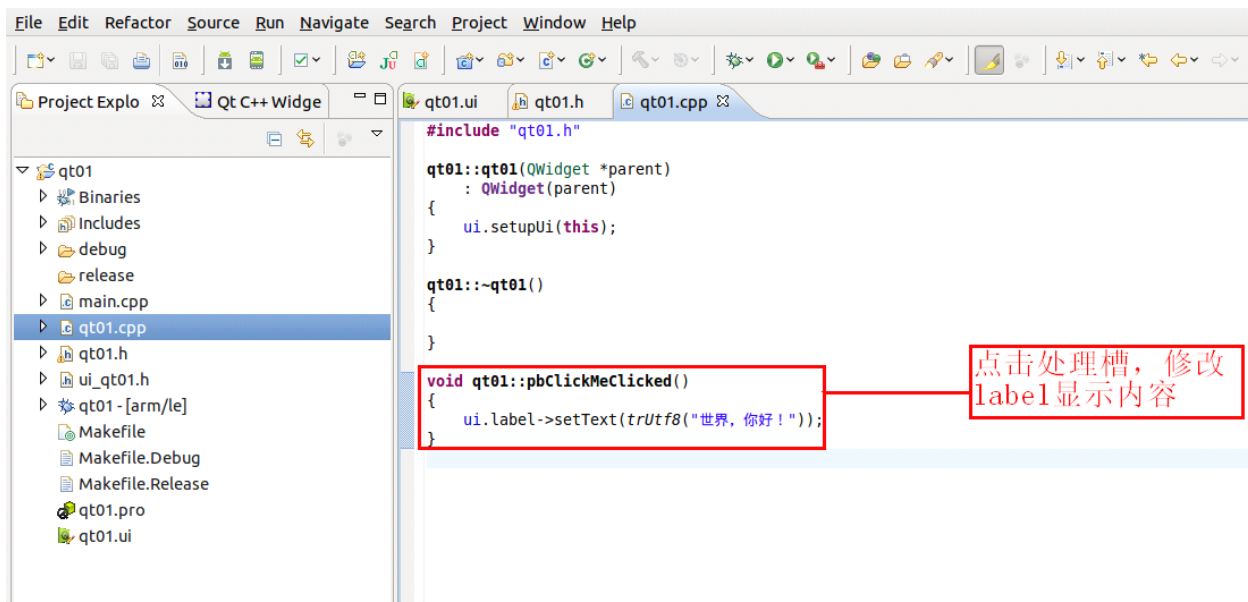 File Edit Refactor Source Run Navigate Search Project Window Help
Project Explo
Qt C++ Widge
qt01.ui
qt01.h
qt01.cpp
qt01
Binaries
Includes
debug
release
main.cpp
qt01.cpp
qt01.h
ui_qt01.h
qt01 - [arm/le]
Makefile
Makefile.Debug
Makefile.Release
qt01.pro
qt01.ui
#include "qt01.h"
qt01::qt01(QWidget *parent)
: QWidget(parent)
{
ui.setupUi(this);
}
qt01::~qt01()
{
}
void qt01::pbClickMeClicked()
{
ui.label->setText(trUtf8("世界，你好！"));
}
点击处理槽，修改
label显示内容